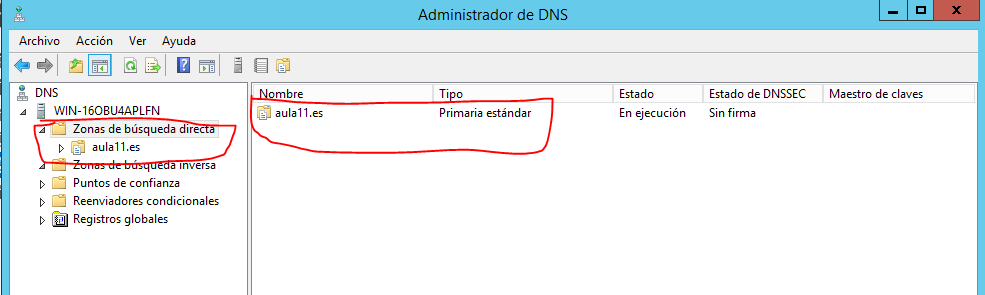 Administrador de DNS
Archivo Acción Ver Ayuda
DNS
WIN-16OBU4APLFN
Zonas de búsqueda directa
aula11.es
Zonas de búsqueda inversa
Puntos de confianza
Reenviadores condicionales
Registros globales
Nombre Tipo Estado Estado de DNSSEC Maestro de claves
aula11.es Primaria estándar En ejecución Sin firma